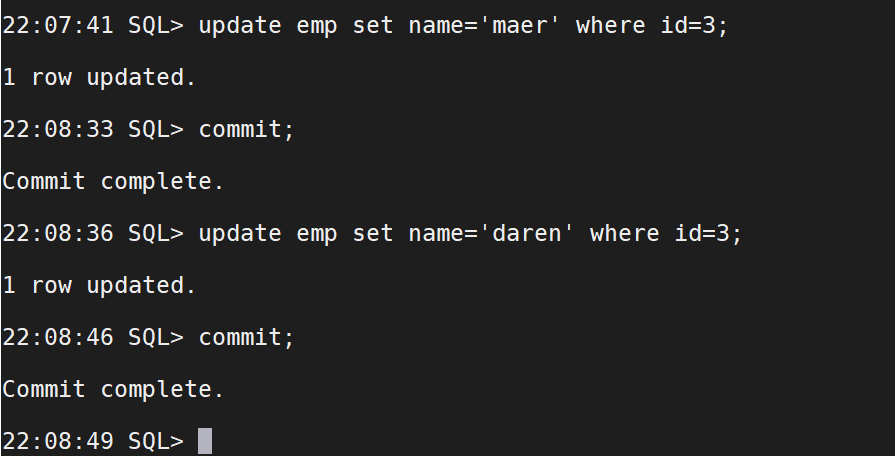 22:07:41 SQL> update emp set name='maer' where id=3;
1 row updated.
22:08:33 SQL> commit;
Commit complete.
22:08:36 SQL> update emp set name='daren' where id=3;
1 row updated.
22:08:46 SQL> commit;
Commit complete.
22:08:49 SQL>